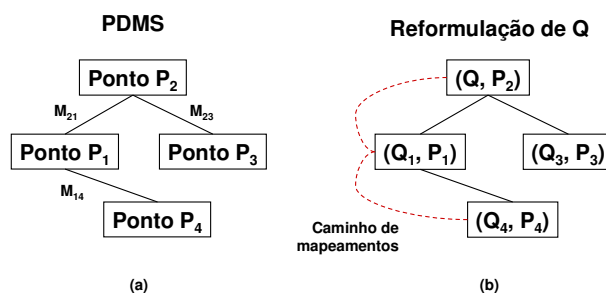 PDMS
Ponto P2
M21
M23
Ponto P1
Ponto P3
M14
Ponto P4
(a)
Reformulação de Q
(Q, P2)
(Q1, P1)
(Q3, P3)
(Q4, P4)
Caminho de
mapeamentos
(b)